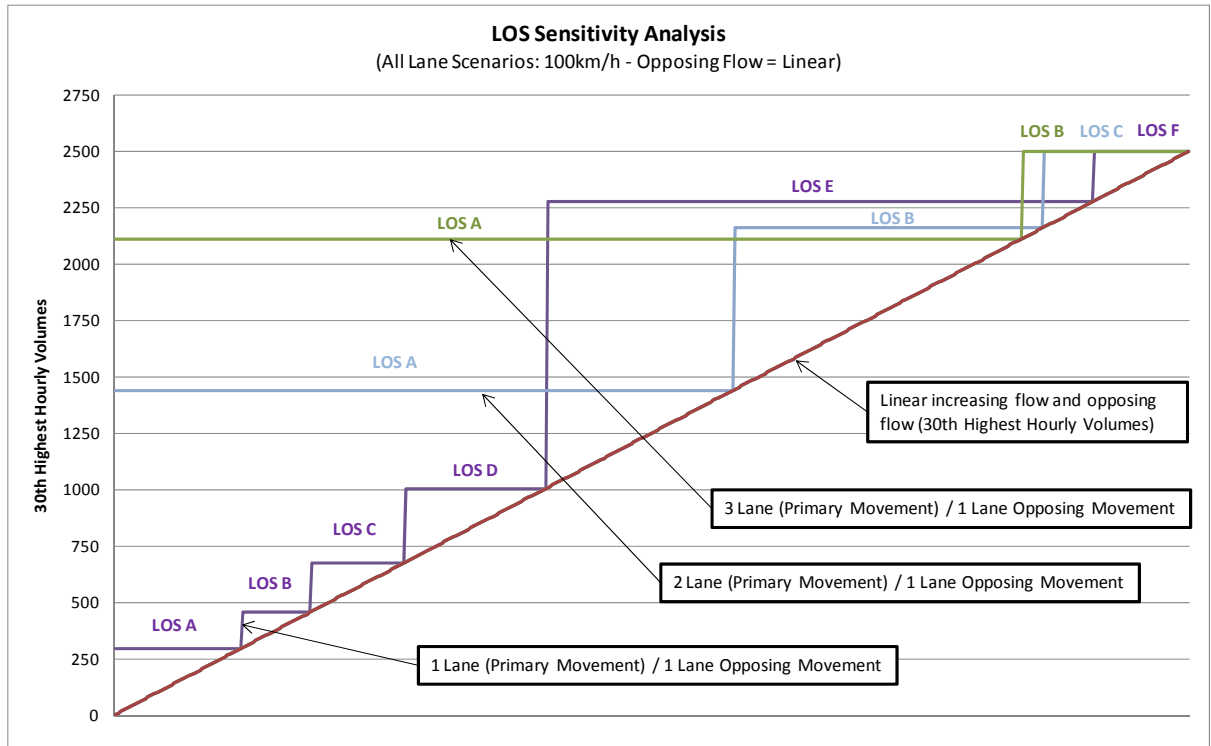 LOS Sensitivity Analysis
(All Lane Scenarios: 100km/h - Opposing Flow = Linear)
30th Highest Hourly Volumes
2750
2500
2250
2000
1750
1500
1250
1000
750
500
250
0
LOS B
LOS C
LOS F
LOS E
LOS A
LOS B
LOS A
Linear increasing flow and opposing
flow (30th Highest Hourly Volumes)
LOS D
3 Lane (Primary Movement) / 1 Lane Opposing Movement
LOS C
2 Lane (Primary Movement) / 1 Lane Opposing Movement
LOS B
LOS A
1 Lane (Primary Movement) / 1 Lane Opposing Movement